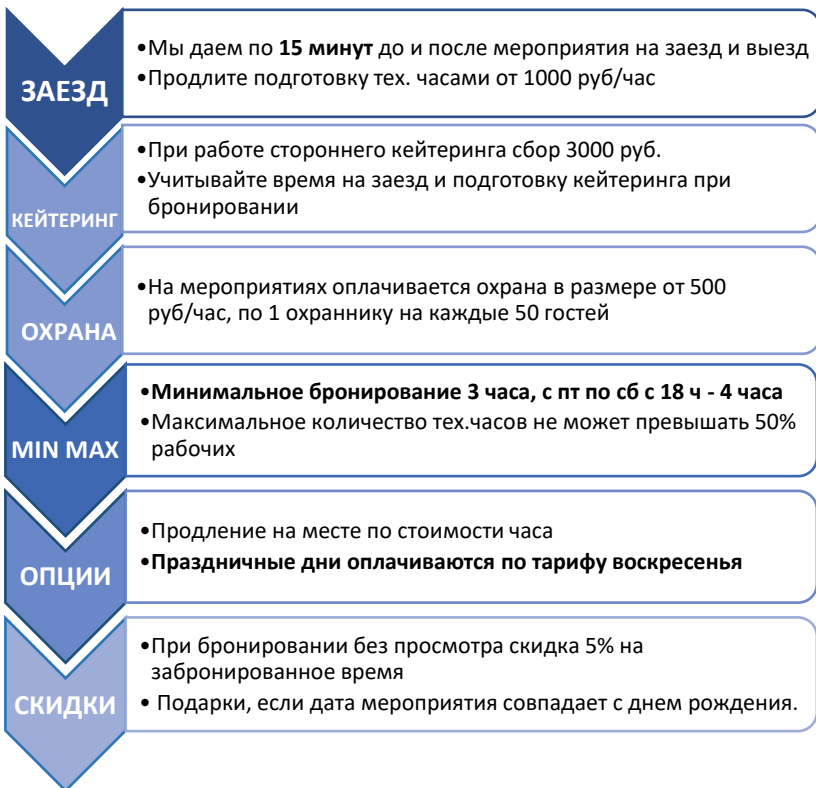 ЗАЕЗД
•Мы даем по 15 минут до и после мероприятия на заезд и выезд
•Продлите подготовку тех. часами от 1000 руб/час
КЕЙТЕРИНГ
•При работе стороннего кейтеринга сбор 3000 руб.
•Учитывайте время на заезд и подготовку кейтеринга при
бронировании
ОХРАНА
•На мероприятиях оплачивается охрана в размере от 500
руб/час, по 1 охраннику на каждые 50 гостей
MIN MAX
•Минимальное бронирование 3 часа, с пт по сб с 18 ч - 4 часа
•Максимальное количество тех.часов не может превышать 50%
рабочих
ОПЦИИ
•Продление на месте по стоимости часа
•Праздничные дни оплачиваются по тарифу воскресенья
СКИДКИ
•При бронировании без просмотра скидка 5% на
забронированное время
• Подарки, если дата мероприятия совпадает с днем рождения.